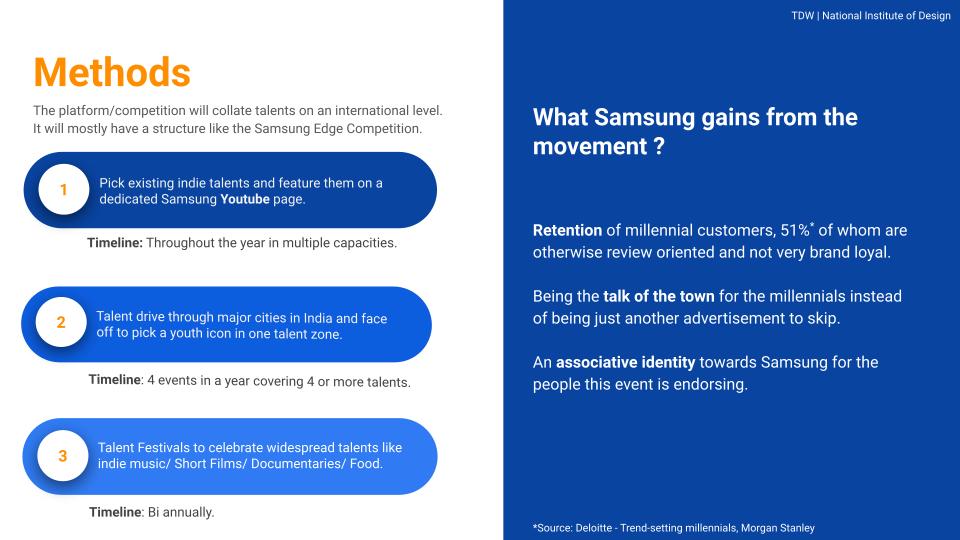 TDW | National Institute of Design
Methods
The platform/competition will collate talents on an international level.
It will mostly have a structure like the Samsung Edge Competition.
1
Pick existing indie talents and feature them on a
dedicated Samsung Youtube page.
Timeline: Throughout the year in multiple capacities.
2
Talent drive through major cities in India and face
off to pick a youth icon in one talent zone.
Timeline: 4 events in a year covering 4 or more talents.
3
Talent Festivals to celebrate widespread talents like
indie music/ Short Films/ Documentaries/ Food.
Timeline: Bi annually.
What Samsung gains from the
movement ?
Retention of millennial customers, 51%* of whom are
otherwise review oriented and not very brand loyal.
Being the talk of the town for the millennials instead
of being just another advertisement to skip.
An associative identity towards Samsung for the
people this event is endorsing.
*Source: Deloitte - Trend-setting millennials, Morgan Stanley